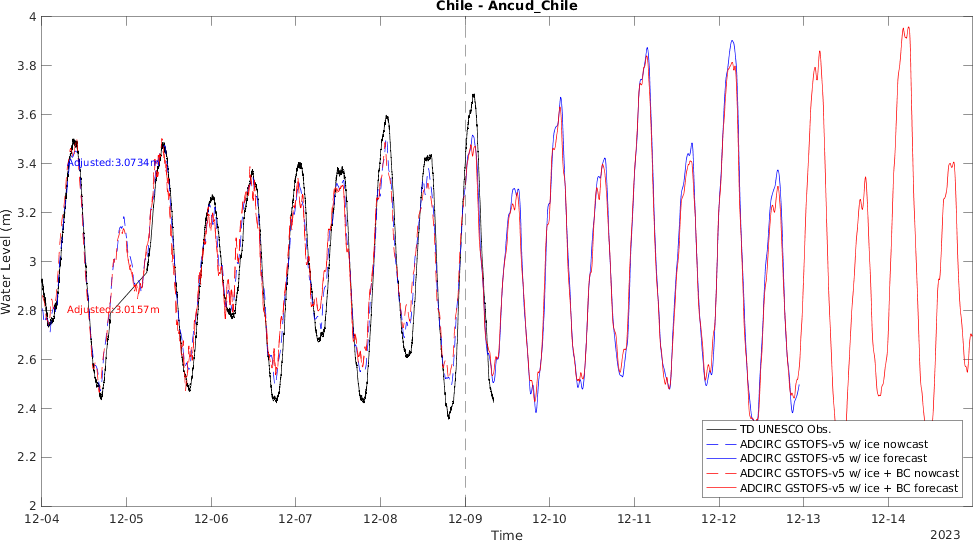 Chile - Ancud_Chile
Water Level (m)
4
3.8
3.6
3.4
3.2
3
2.8
2.6
2.4
2.2
2
Adjusted:3.0734m
Adjusted:3.0157m
TD UNESCO Obs.
ADCIRC GSTOFS-v5 w/ ice nowcast
ADCIRC GSTOFS-v5 w/ ice forecast
ADCIRC GSTOFS-v5 w/ ice + BC nowcast
ADCIRC GSTOFS-v5 w/ ice + BC forecast
12-04 12-05 12-06 12-07 12-08 12-09 12-10 12-11 12-12 12-13 12-14
Time
2023